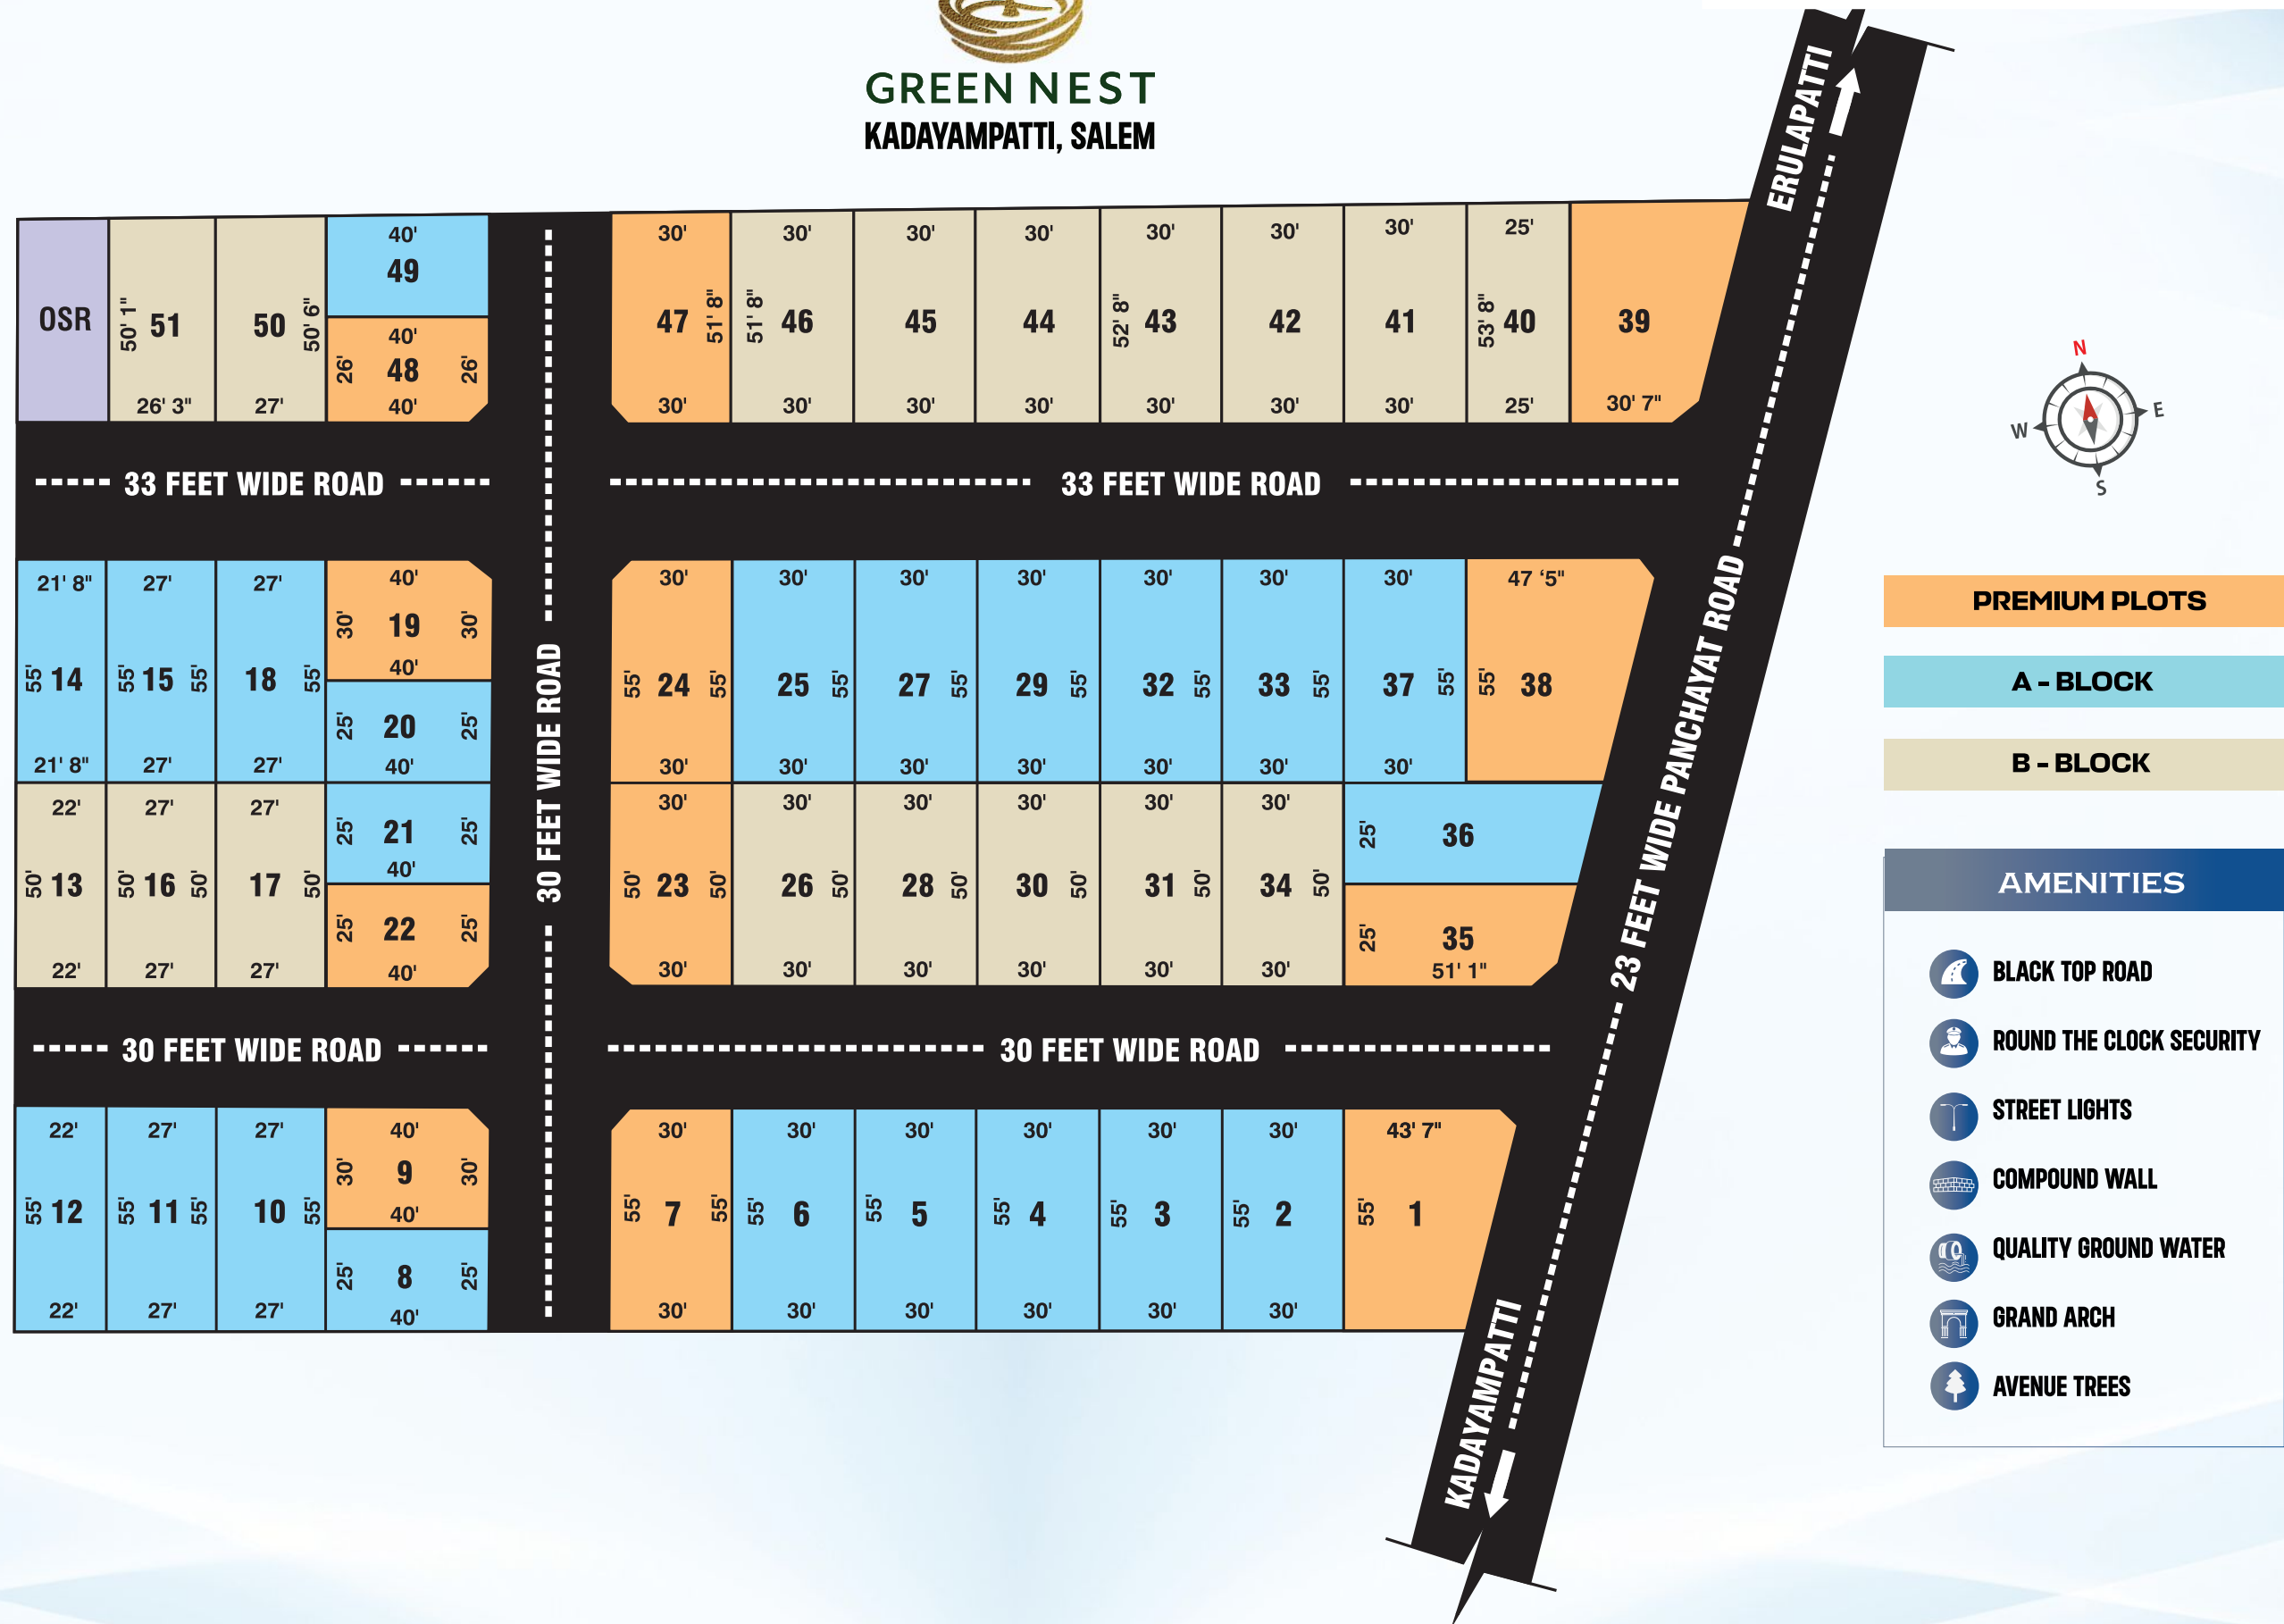 GREEN NEST
KADAYAMPATTI, SALEM
ERULAPATTI
OSR
50' 1" 51 26' 3"
50 50' 6" 27'
40' 49
40' 26' 48 26' 40'
30' 47 51' 8" 30'
30' 51' 8" 46 30'
30' 45 30'
30' 44 30'
30' 52' 8" 43 30'
30' 42 30'
30' 41 30'
25' 53' 8" 40 25'
39 30' 7"
N
E
W
S
33 FEET WIDE ROAD
33 FEET WIDE ROAD
21' 8" 55' 14 21' 8"
27' 55' 15 55' 27'
27' 18 55' 27'
40' 30' 19 30' 40'
25' 20 25' 40'
30' 55' 24 55' 30'
30' 25 55' 30'
30' 27 55' 30'
30' 29 55' 30'
30' 32 55' 30'
30' 33 55' 30'
30' 37 55' 30'
47 ‘5" 55' 38
22' 50' 13 22'
27' 50' 16 50' 27'
27' 17 50' 27'
25' 21 25' 40'
25' 22 25' 40'
30' 50' 23 50' 30'
30' 26 50' 30'
30' 28 50' 30'
30' 30 50' 30'
30' 31 50' 30'
30' 34 50' 30'
25' 36
25' 35 51' 1"
30 FEET WIDE ROAD
23 FEET WIDE PANCHAYAT ROAD
30 FEET WIDE ROAD
30 FEET WIDE ROAD
22' 55' 12 22'
27' 55' 11 55' 27'
27' 10 55' 27'
40' 30' 9 30' 40'
25' 8 25' 40'
30' 55' 7 55' 30'
30' 55' 6 30'
30' 55' 5 30'
30' 55' 4 30'
30' 55' 3 30'
30' 55' 2 30'
43' 7" 55' 1
KADAYAMPATTI
PREMIUM PLOTS
A - BLOCK
B - BLOCK
AMENITIES
BLACK TOP ROAD
ROUND THE CLOCK SECURITY
STREET LIGHTS
COMPOUND WALL
QUALITY GROUND WATER
GRAND ARCH
AVENUE TREES